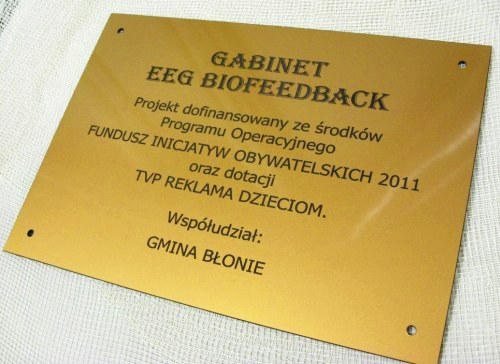 GABINET
EEG BIOFEEDBACK
Projekt dofinansowany ze środków
Programu Operacyjnego
FUNDUSZ INICJATYW OBYWATELSKICH 2011
oraz dotacji
TVP REKLAMA DZIECIOM.
Współudział:
GMINA BŁONIE